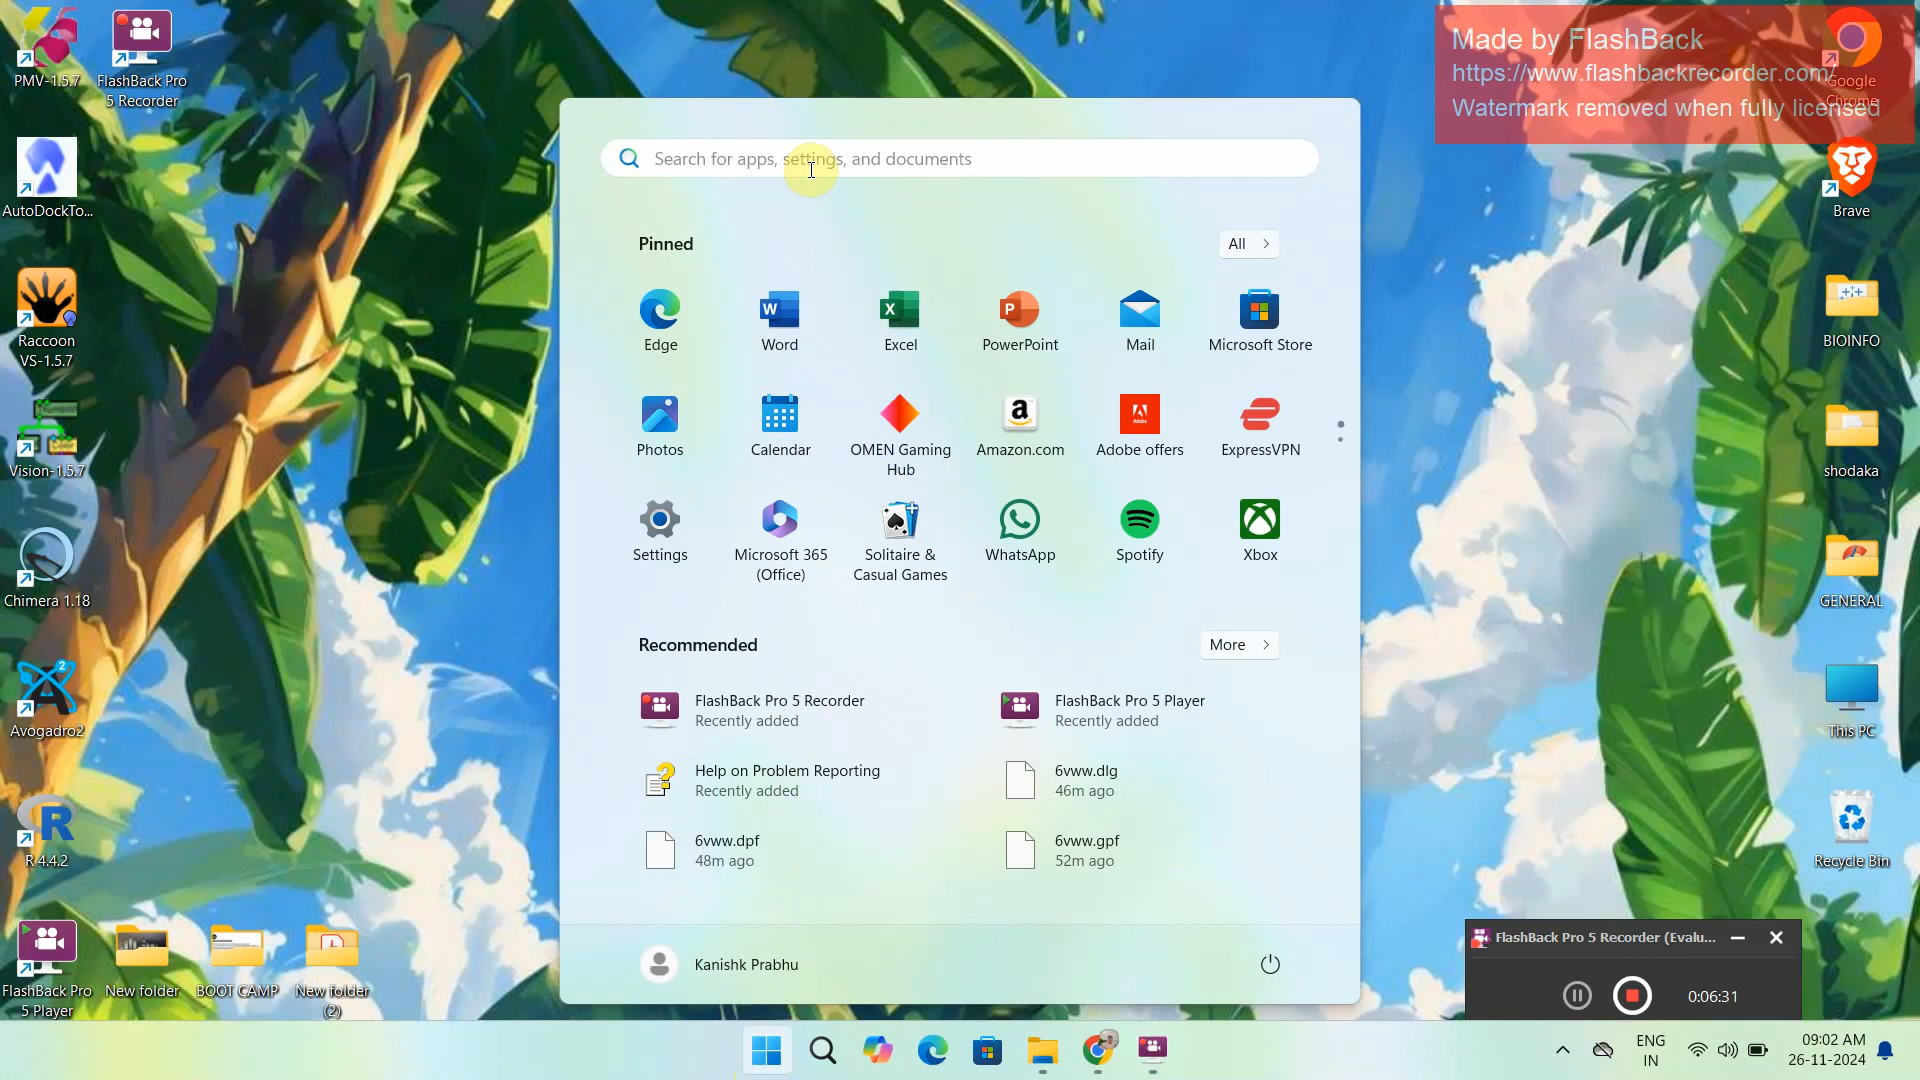 PMV-1.5.7
FlashBack Pro
5 Recorder
AutoDockTo...
Raccoon
VS-1.5.7
Vision-1.5.7
Chimera 1.18
Avogadro2
R 4.4.2
FlashBack Pro
5 Player
New folder
BOOT CAMP
New folder
(2)
Search for apps, settings, and documents
Pinned
All
Edge
Word
Excel
PowerPoint
Mail
Microsoft Store
Photos
Calendar
OMEN Gaming
Hub
Amazon.com
Adobe offers
ExpressVPN
Settings
Microsoft 365
(Office)
Solitaire &
Casual Games
WhatsApp
Spotify
Xbox
Recommended
More
FlashBack Pro 5 Recorder
Recently added
FlashBack Pro 5 Player
Recently added
Help on Problem Reporting
Recently added
6vww.dlg
46m ago
6vww.dpf
48m ago
6vww.gpf
52m ago
Kanishk Prabhu
Made by FlashBack
https://www.flashbackrecorder.com/
Watermark removed when fully licensed
Google
Chrome
Brave
BIOINFO
shodaka
GENERAL
This PC
Recycle Bin
FlashBack Pro 5 Recorder (Evalu...
0:06:31
ENG
IN
09:02 AM
26-11-2024